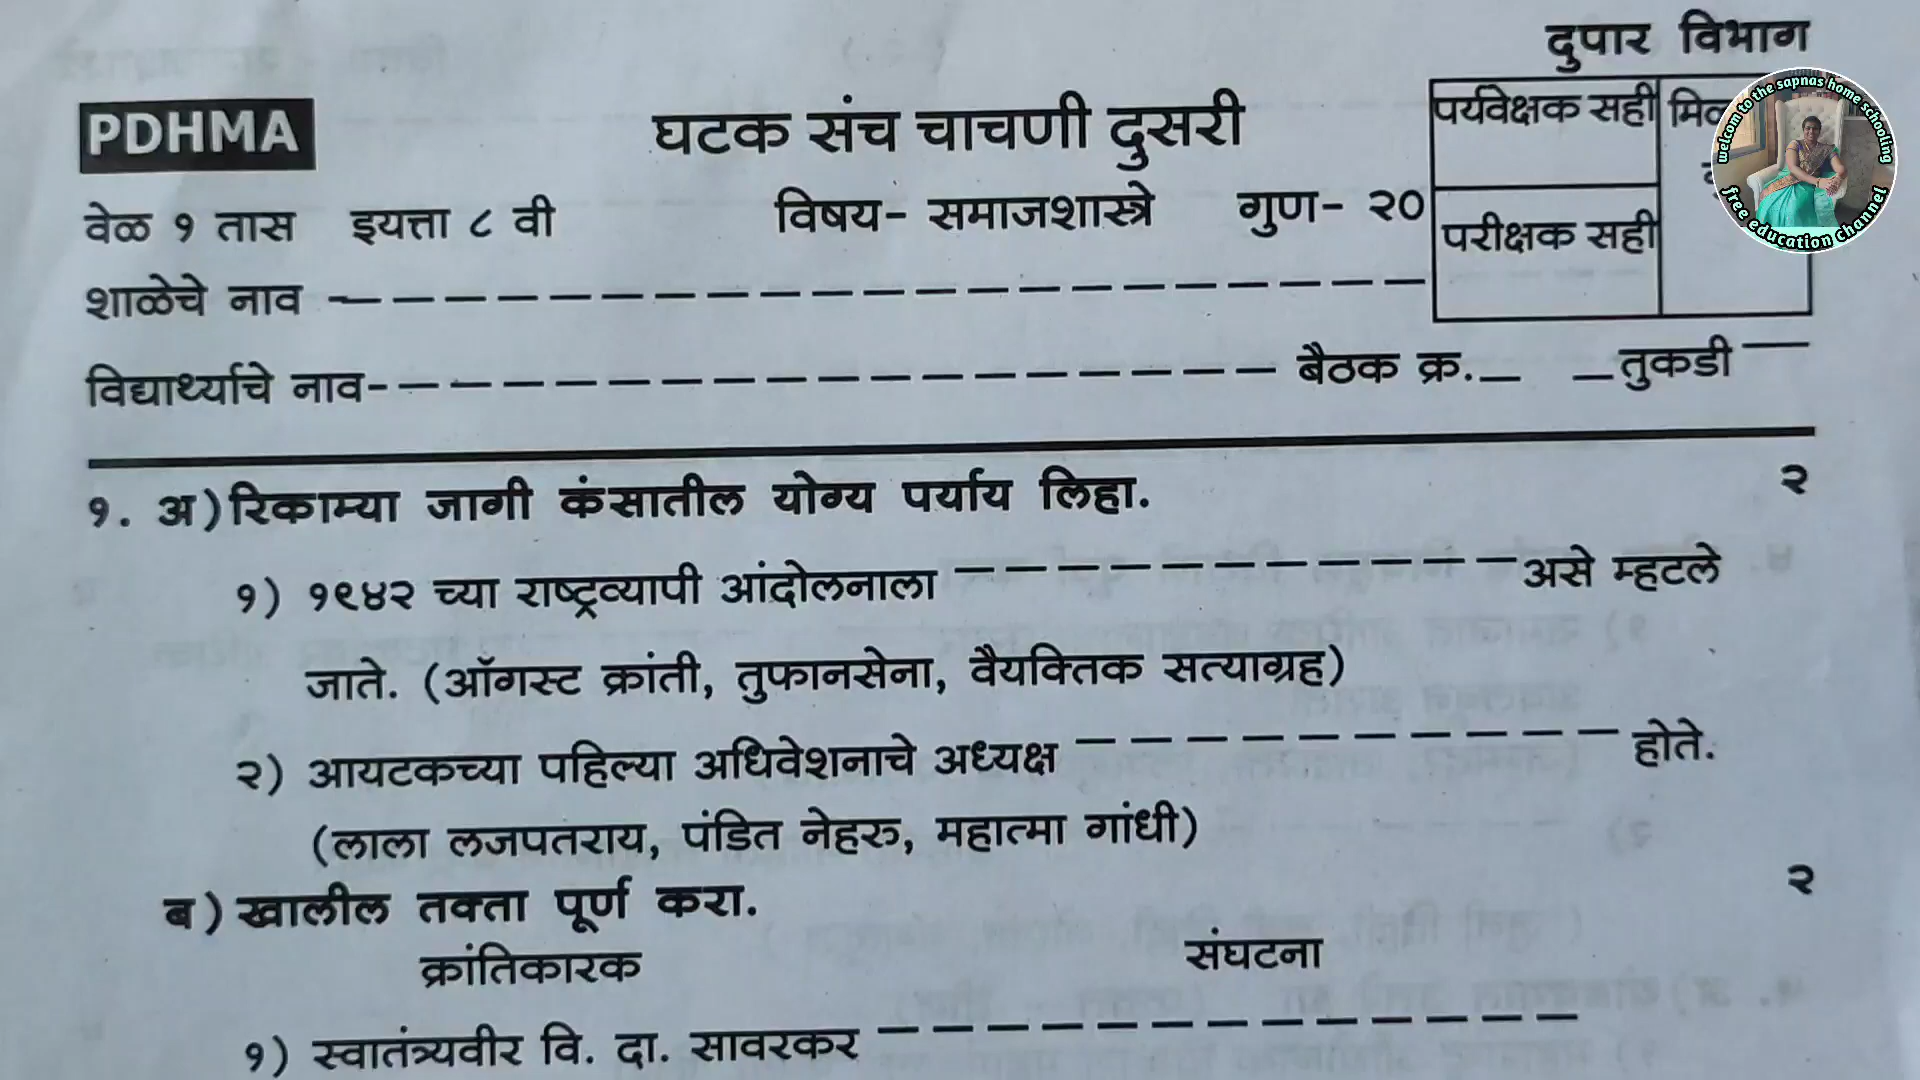 दुपार विभाग
PDHMA
घटक संच चाचणी दुसरी
पर्यवेक्षक सही
welcom to the sapnas home schooling
free education channel
वेळ १ तास इयत्ता ८ वी विषय- समाजशास्त्रे गुण- २०
परीक्षक सही
शाळेचे नाव
विद्यार्थ्याचे नाव- बैठक क्र. तुकडी
१. अ) रिकाम्या जागी कंसातील योग्य पर्याय लिहा. २
१) १९४२ च्या राष्ट्रव्यापी आंदोलनाला ------------ असे म्हटले
जाते. (ऑगस्ट क्रांती, तुफानसेना, वैयक्तिक सत्याग्रह)
२) आयटकच्या पहिल्या अधिवेशनाचे अध्यक्ष ---------- होते.
(लाला लजपतराय, पंडित नेहरु, महात्मा गांधी)
ब) खालील तक्ता पूर्ण करा. २
क्रांतिकारक संघटना
१) स्वातंत्र्यवीर वि. दा. सावरकर -------------